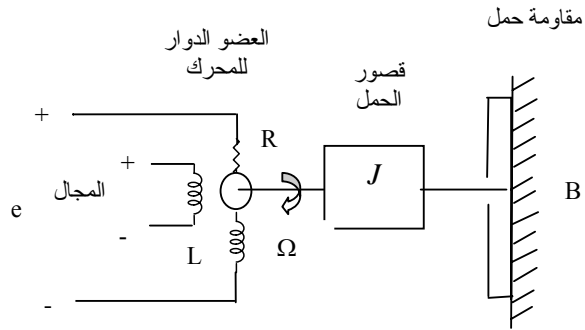 مقاومة حمل
العضو الدوار
للمحرك
قصور
الحمل
+
R
+
المجال
J
B
e
-
L
Ω
-